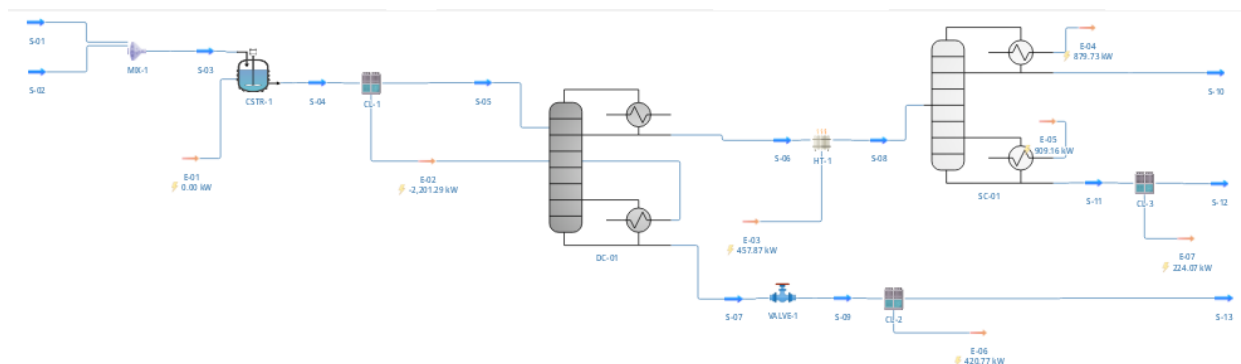 S-01
S-02
MIX-1
S-03
CSTR-1
E-01
0.00 kW
S-04
CL-1
S-05
E-02
-2,201.29 kW
DC-01
S-06
HT-1
S-08
E-03
457.87 kW
E-04
879.73 kW
S-10
E-05
909.16 kW
SC-01
S-11
CL-3
S-12
E-07
224.07 kW
S-07
VALVE-1
S-09
CL-2
S-13
E-06
420.77 kW